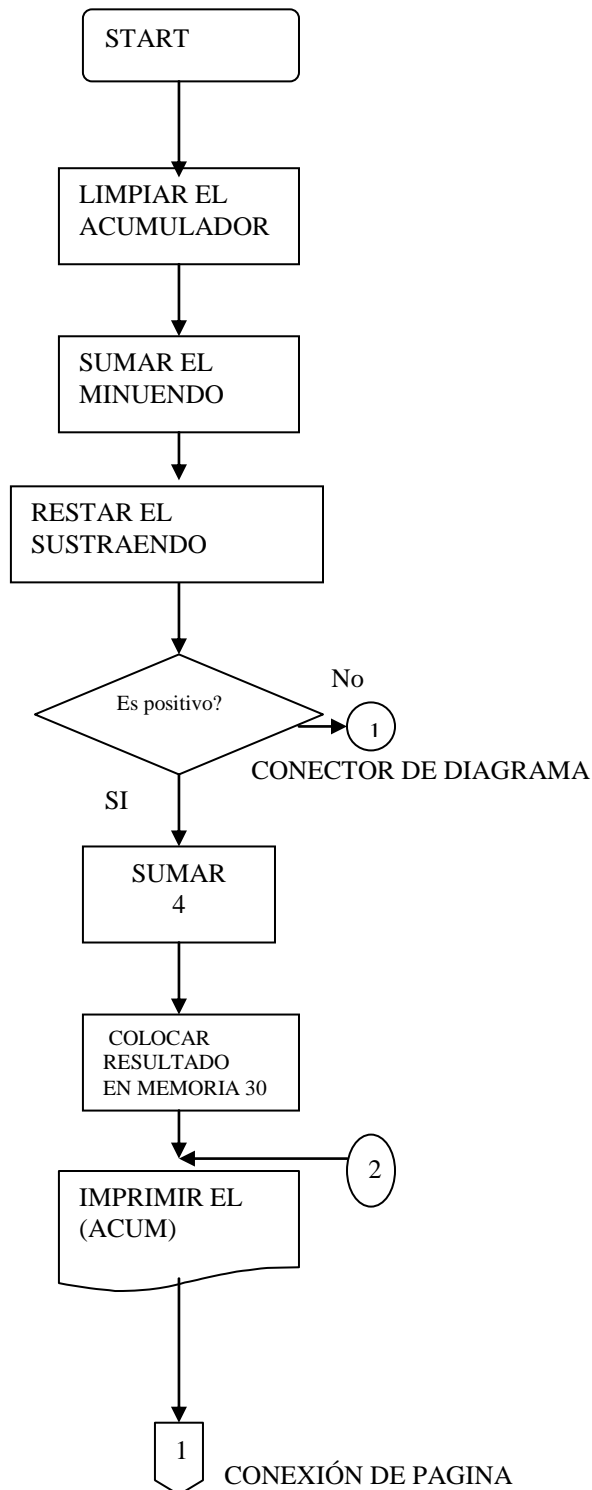 START
LIMPIAR EL
ACUMULADOR
SUMAR EL
MINUENDO
RESTAR EL
SUSTRAENDO
Es positivo?
No
1
CONECTOR DE DIAGRAMA
SI
SUMAR
4
COLOCAR
RESULTADO
EN MEMORIA 30
2
IMPRIMIR EL
(ACUM)
1
CONEXIÓN DE PAGINA